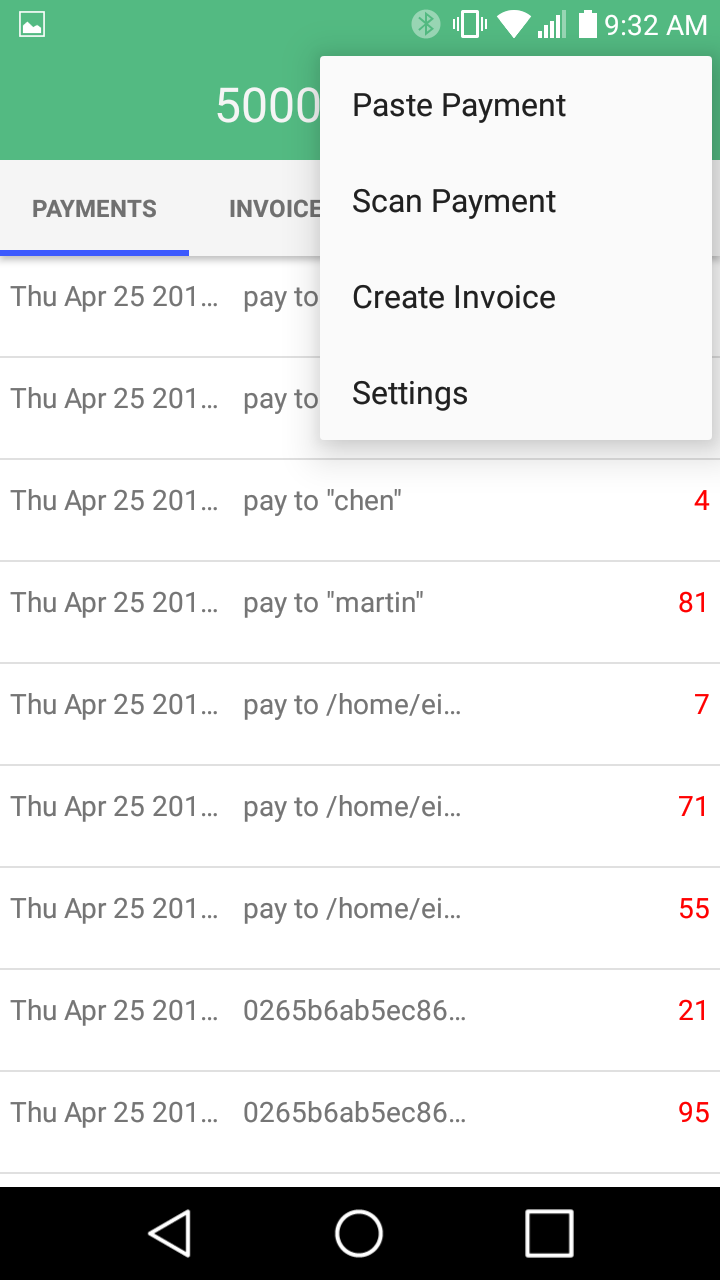 9:32 AM
5000
Paste Payment
Scan Payment
Create Invoice
Settings
PAYMENTS INVOICE
Thu Apr 25 201… pay to
Thu Apr 25 201… pay to
Thu Apr 25 201… pay to "chen" 4
Thu Apr 25 201… pay to "martin" 81
Thu Apr 25 201… pay to /home/ei… 7
Thu Apr 25 201… pay to /home/ei… 71
Thu Apr 25 201… pay to /home/ei… 55
Thu Apr 25 201… 0265b6ab5ec86… 21
Thu Apr 25 201… 0265b6ab5ec86… 95